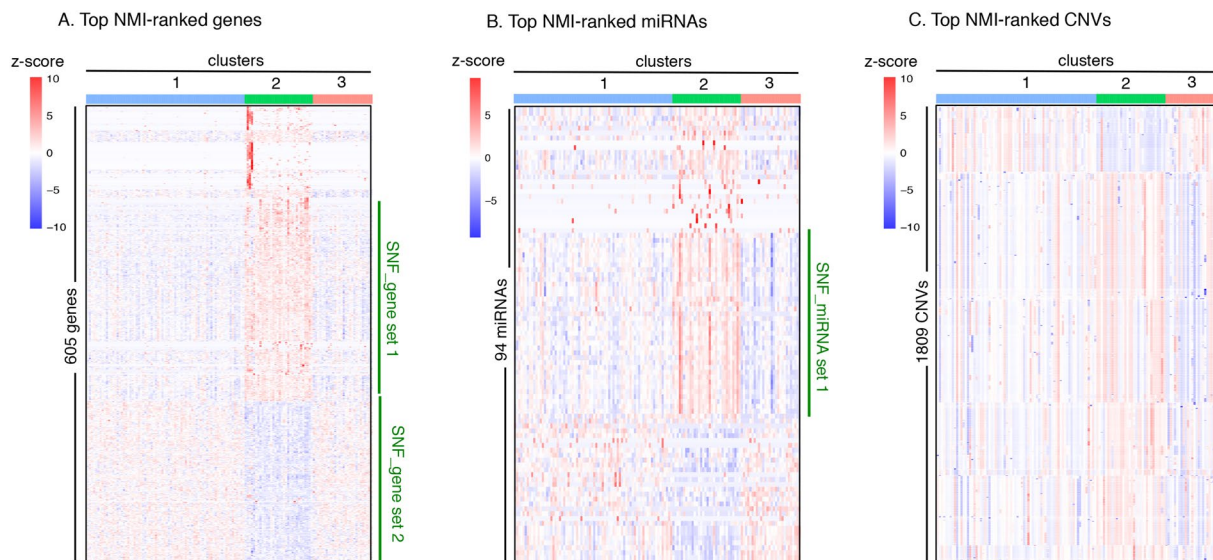 A. Top NMI-ranked genes
z-score
clusters
1 2 3
10
5
0
−5
−10
605 genes
SNF_gene set 1
SNF_gene set 2
B. Top NMI-ranked miRNAs
z-score
clusters
1 2 3
5
0
−5
94 miRNAs
SNF_miRNA set 1
C. Top NMI-ranked CNVs
z-score
clusters
1 2 3
10
5
0
−5
−10
1809 CNVs